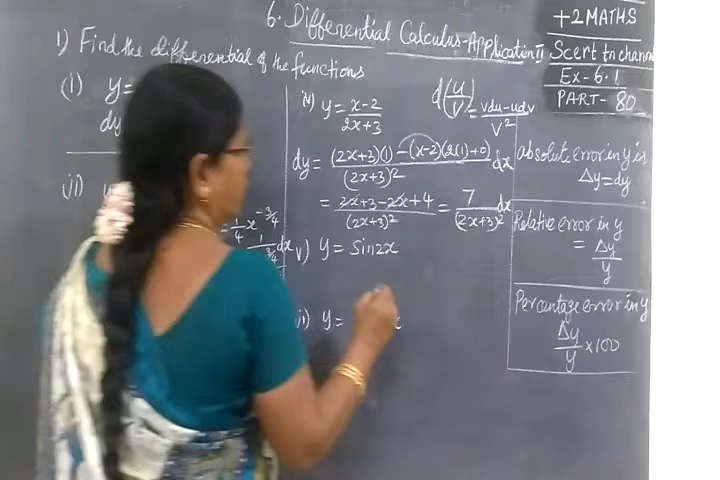 6. Differential Calculus-Application II
1) Find the differential of the functions
(i) y=
dy
ii)
-1/4 x^-3/4
dx
iv) y = (x-2)/(2x+3)
d(u/v) = (vdu-udv)/v²
dy = ((2x+3)(1) - (x-2)(2(1)+0))/(2x+3)² dx
= (2x+3-2x+4)/(2x+3)² = 7/(2x+3)² dx
v) y = sin2x
vi) y =
+2 MATHS
Scert tn channel
Ex-6.1
PART- 80
absolute error in y is
Δy=dy
Relative error in y
= Δy/y
Percentage error in y
Δy/y × 100